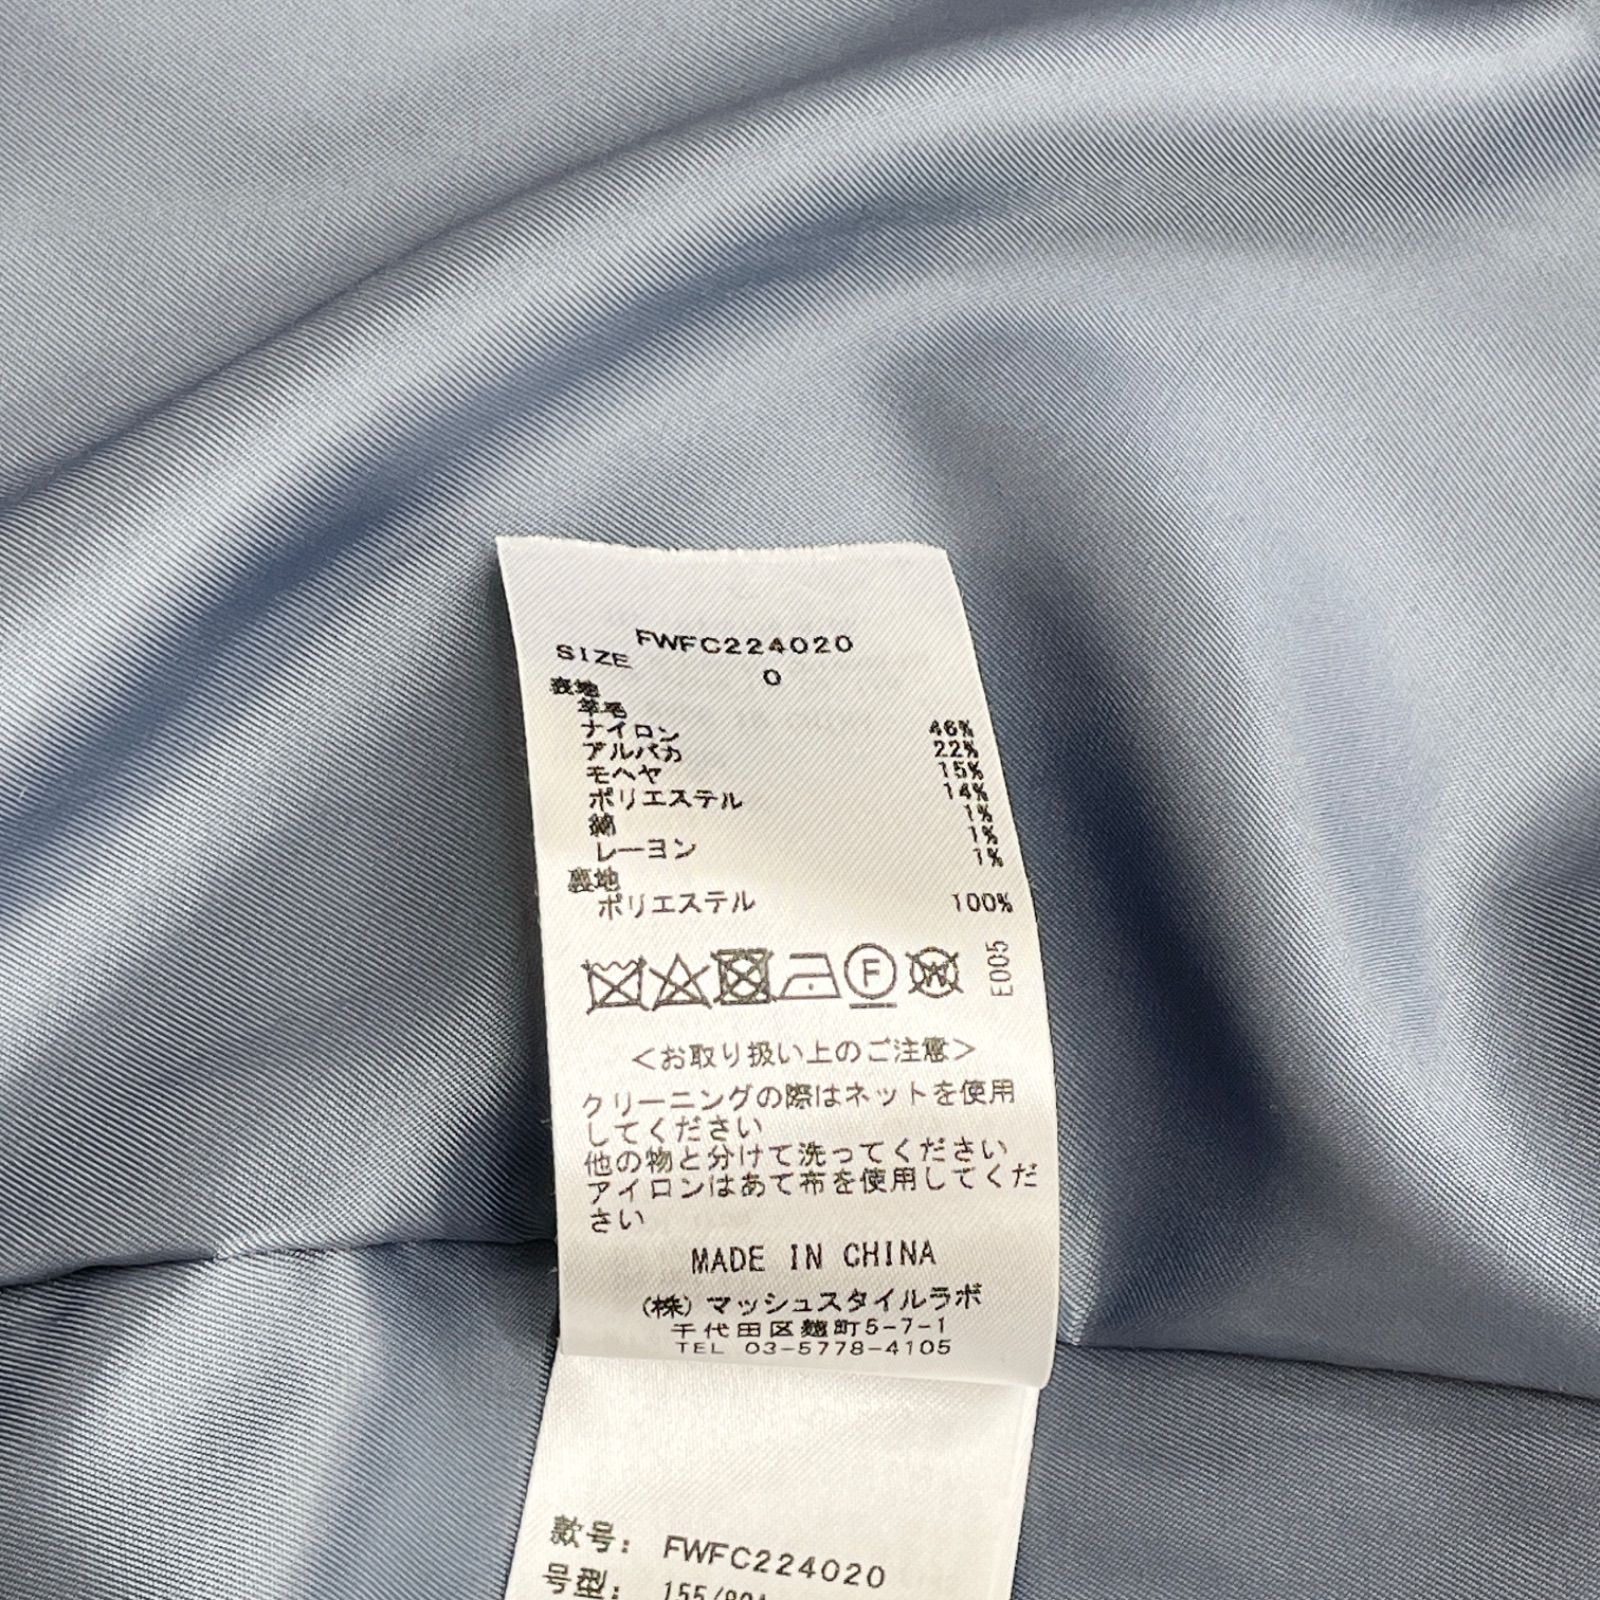 FWFC224020
SIZE 0
表地
羊毛 46%
ナイロン 22%
アルパカ 15%
モヘヤ 14%
ポリエステル 1%
綿 1%
レーヨン 1%
裏地
ポリエステル 100%
F W E005
<お取り扱い上のご注意>
クリーニングの際はネットを使用
してください
他の物と分けて洗ってください
アイロンはあて布を使用してくだ
さい
MADE IN CHINA
(株)マッシュスタイルラボ
千代田区麹町5-7-1
TEL 03-5778-4105
款号: FWFC224020
号型: